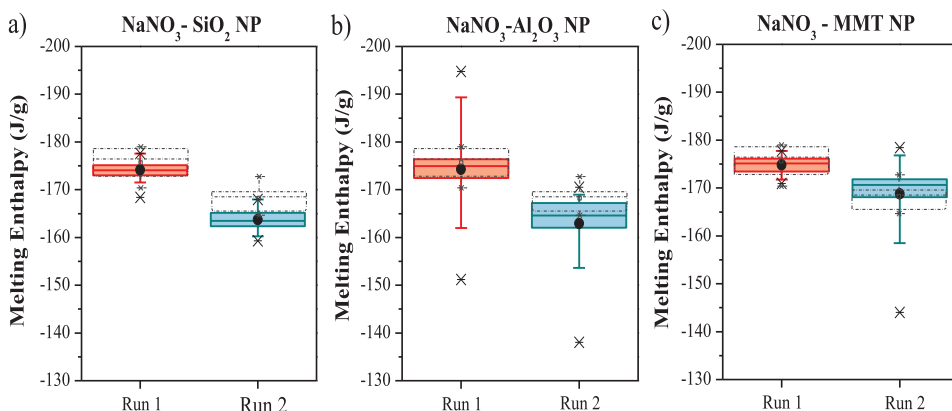 a) NaNO3- SiO2 NP
b) NaNO3-Al2O3 NP
c) NaNO3 - MMT NP
Melting Enthalpy (J/g)
-200
-190
-180
-170
-160
-150
-140
-130
Run 1 Run 2
Melting Enthalpy (J/g)
-200
-190
-180
-170
-160
-150
-140
-130
Run 1 Run 2
Melting Enthalpy (J/g)
-200
-190
-180
-170
-160
-150
-140
-130
Run 1 Run 2